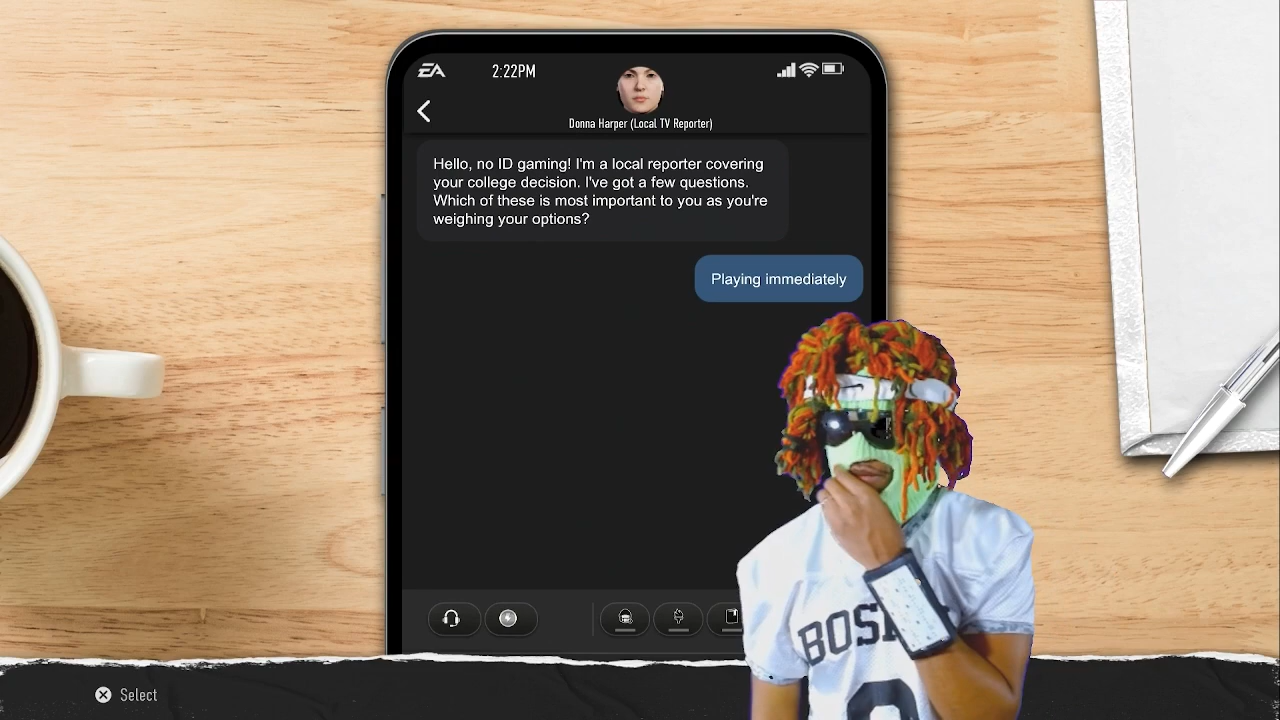 EA
2:22PM
Donna Harper (Local TV Reporter)
Hello, no ID gaming! I'm a local reporter covering
your college decision. I've got a few questions.
Which of these is most important to you as you're
weighing your options?
Playing immediately
Select